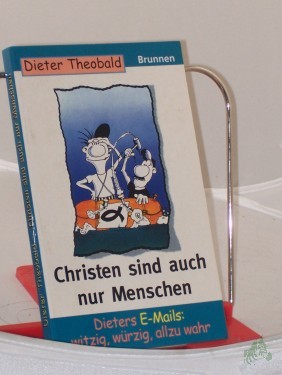 Dieter Theobald
Brunnen
Christen sind auch
nur Menschen
Dieters E-Mails:
witzig, würzig, allzu wahr